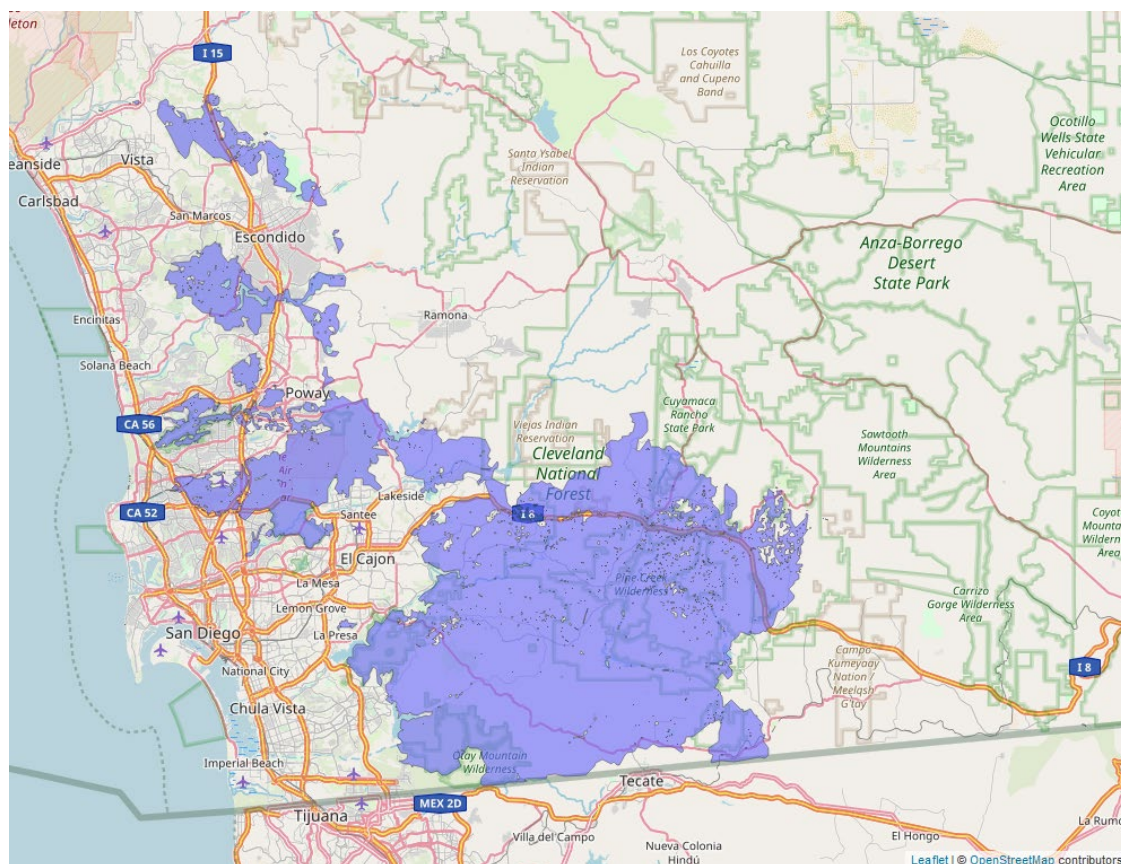 leton
I 15
Los Coyotes
Cahuilla
and Cupeno
Band
Ocotillo
Wells State
Vehicular
Recreation
Area
eanside
Vista
Carlsbad
Santa Ysabel
Indian
Reservation
San Marcos
Escondido
Anza-Borrego
Desert
State Park
Encinitas
Ramona
Solana Beach
Poway
CA 56
Cuyamaca
Rancho
State Park
Viejas Indian
Reservation
Cleveland
National
Forest
Sawtooth
Mountains
Wilderness
Area
Air
Lakeside
CA 52
Santee
I 8
Coyot
Mountain
Wilderne
Area
El Cajon
La Mesa
Pine Creek
Wilderness
Carrizo
Gorge Wilderness
Area
Lemon Grove
San Diego
La Presa
National City
Campo
Kumeyaay
Nation /
I 8
Chula Vista
Imperial Beach
Otay Mountain
Wilderness
Tecate
Tijuana
MEX 2D
Villa del Campo
El Hongo
La Rumo
Nueva Colonia
Hindú
Leaflet | © OpenStreetMap contributors